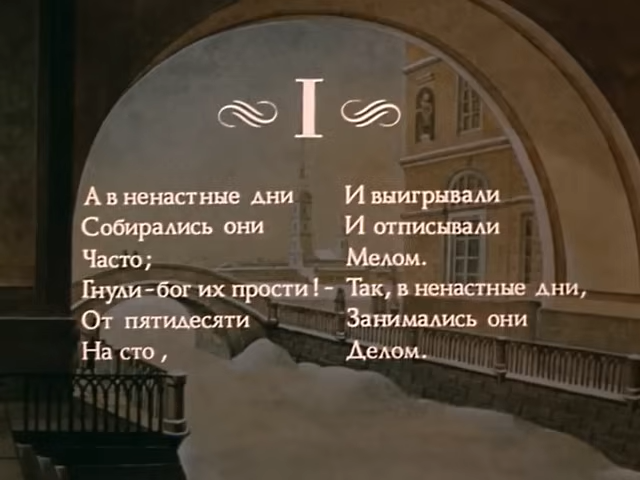 I
А в ненастные дни
Собирались они
Часто;
Гнули-бог их прости!-
От пятидесяти
На сто,
И выигрывали
И отписывали
Мелом.
Так, в ненастные дни,
Занимались они
Делом.